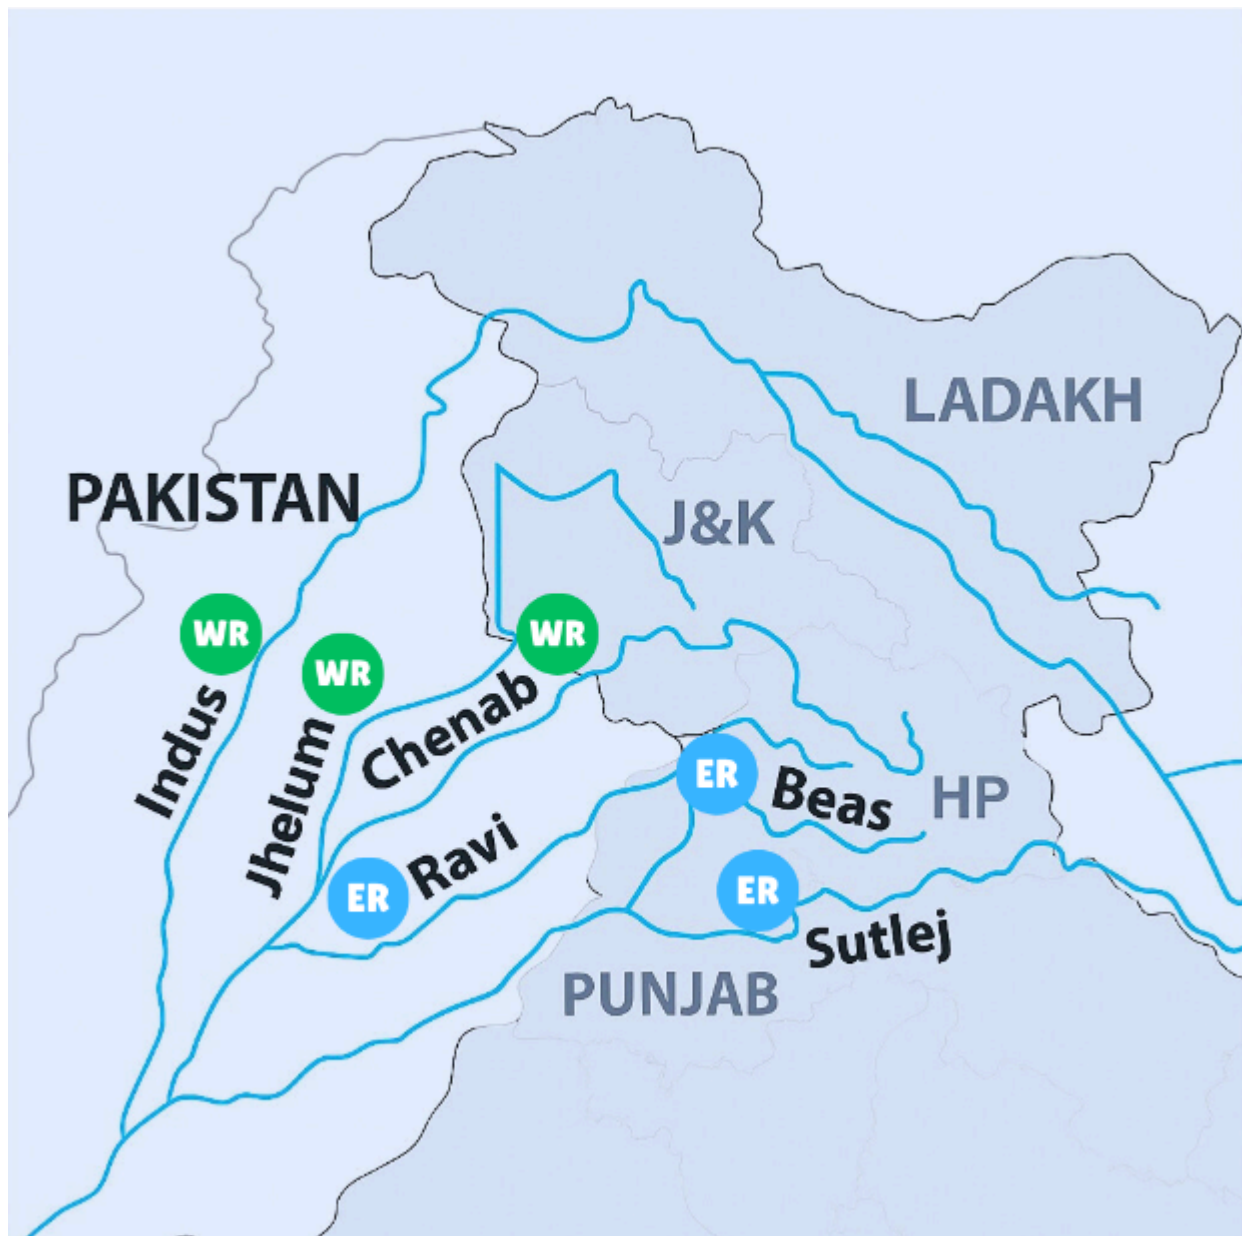 LADAKH
PAKISTAN
J&K
WR
WR
WR
Indus
Jhelum
Chenab
ER
Beas
HP
ER
Ravi
ER
Sutlej
PUNJAB